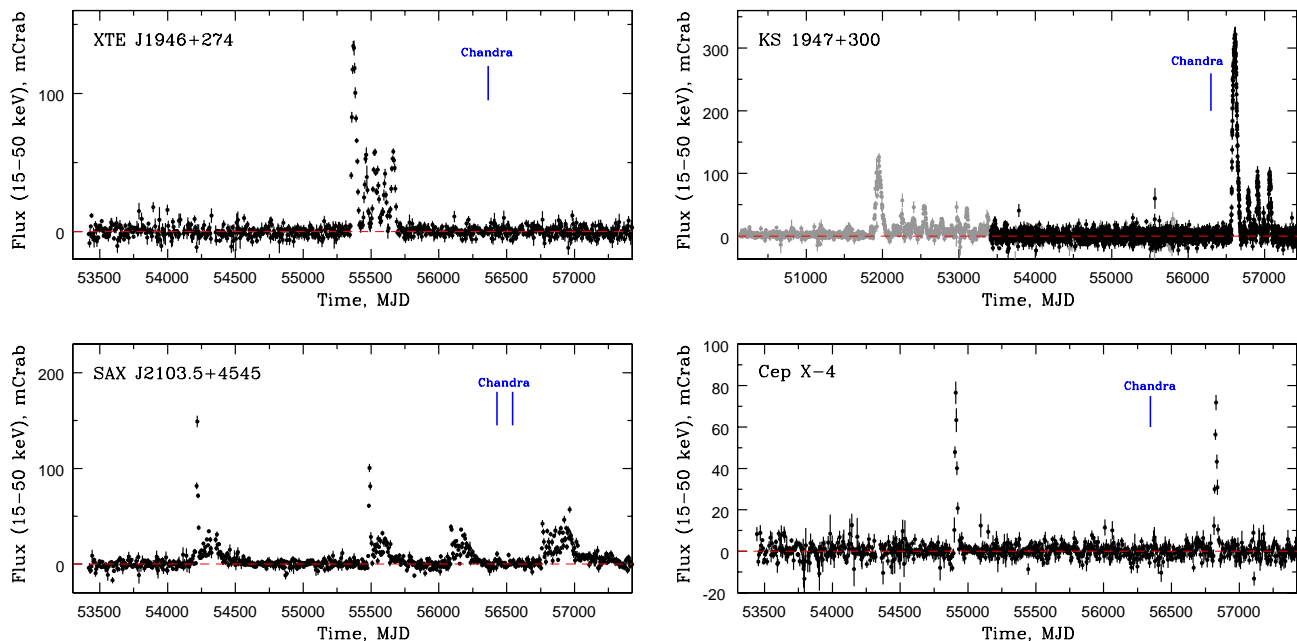 XTE J1946+274
Chandra
Flux (15-50 keV), mCrab
100
0
53500 54000 54500 55000 55500 56000 56500 57000
Time, MJD
KS 1947+300
Chandra
Flux (15-50 keV), mCrab
300
200
100
0
51000 52000 53000 54000 55000 56000 57000
Time, MJD
SAX J2103.5+4545
Chandra
Flux (15-50 keV), mCrab
200
100
0
53500 54000 54500 55000 55500 56000 56500 57000
Time, MJD
Cep X-4
Chandra
Flux (15-50 keV), mCrab
100
80
60
40
20
0
-20
53500 54000 54500 55000 55500 56000 56500 57000
Time, MJD